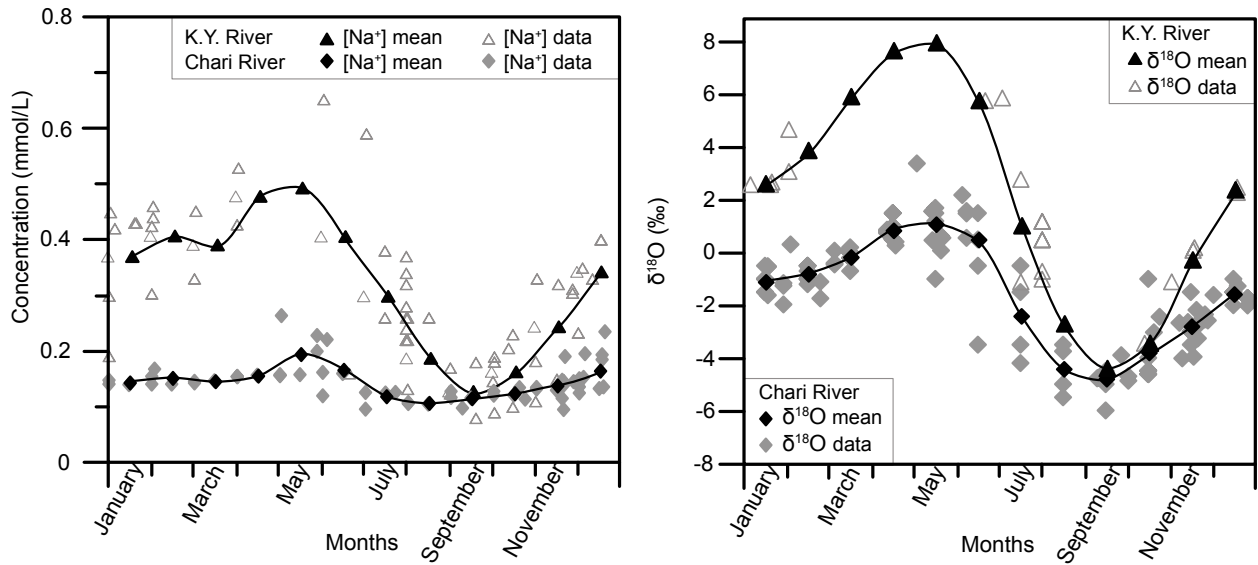 0.8
0.6
0.4
0.2
0
Concentration (mmol/L)
K.Y. River [Na⁺] mean [Na⁺] data
Chari River [Na⁺] mean [Na⁺] data
January March May July September November
Months
8
6
4
2
0
-2
-4
-6
-8
δ¹⁸O (‰)
K.Y. River
δ¹⁸O mean
δ¹⁸O data
Chari River
δ¹⁸O mean
δ¹⁸O data
January March May July September November
Months